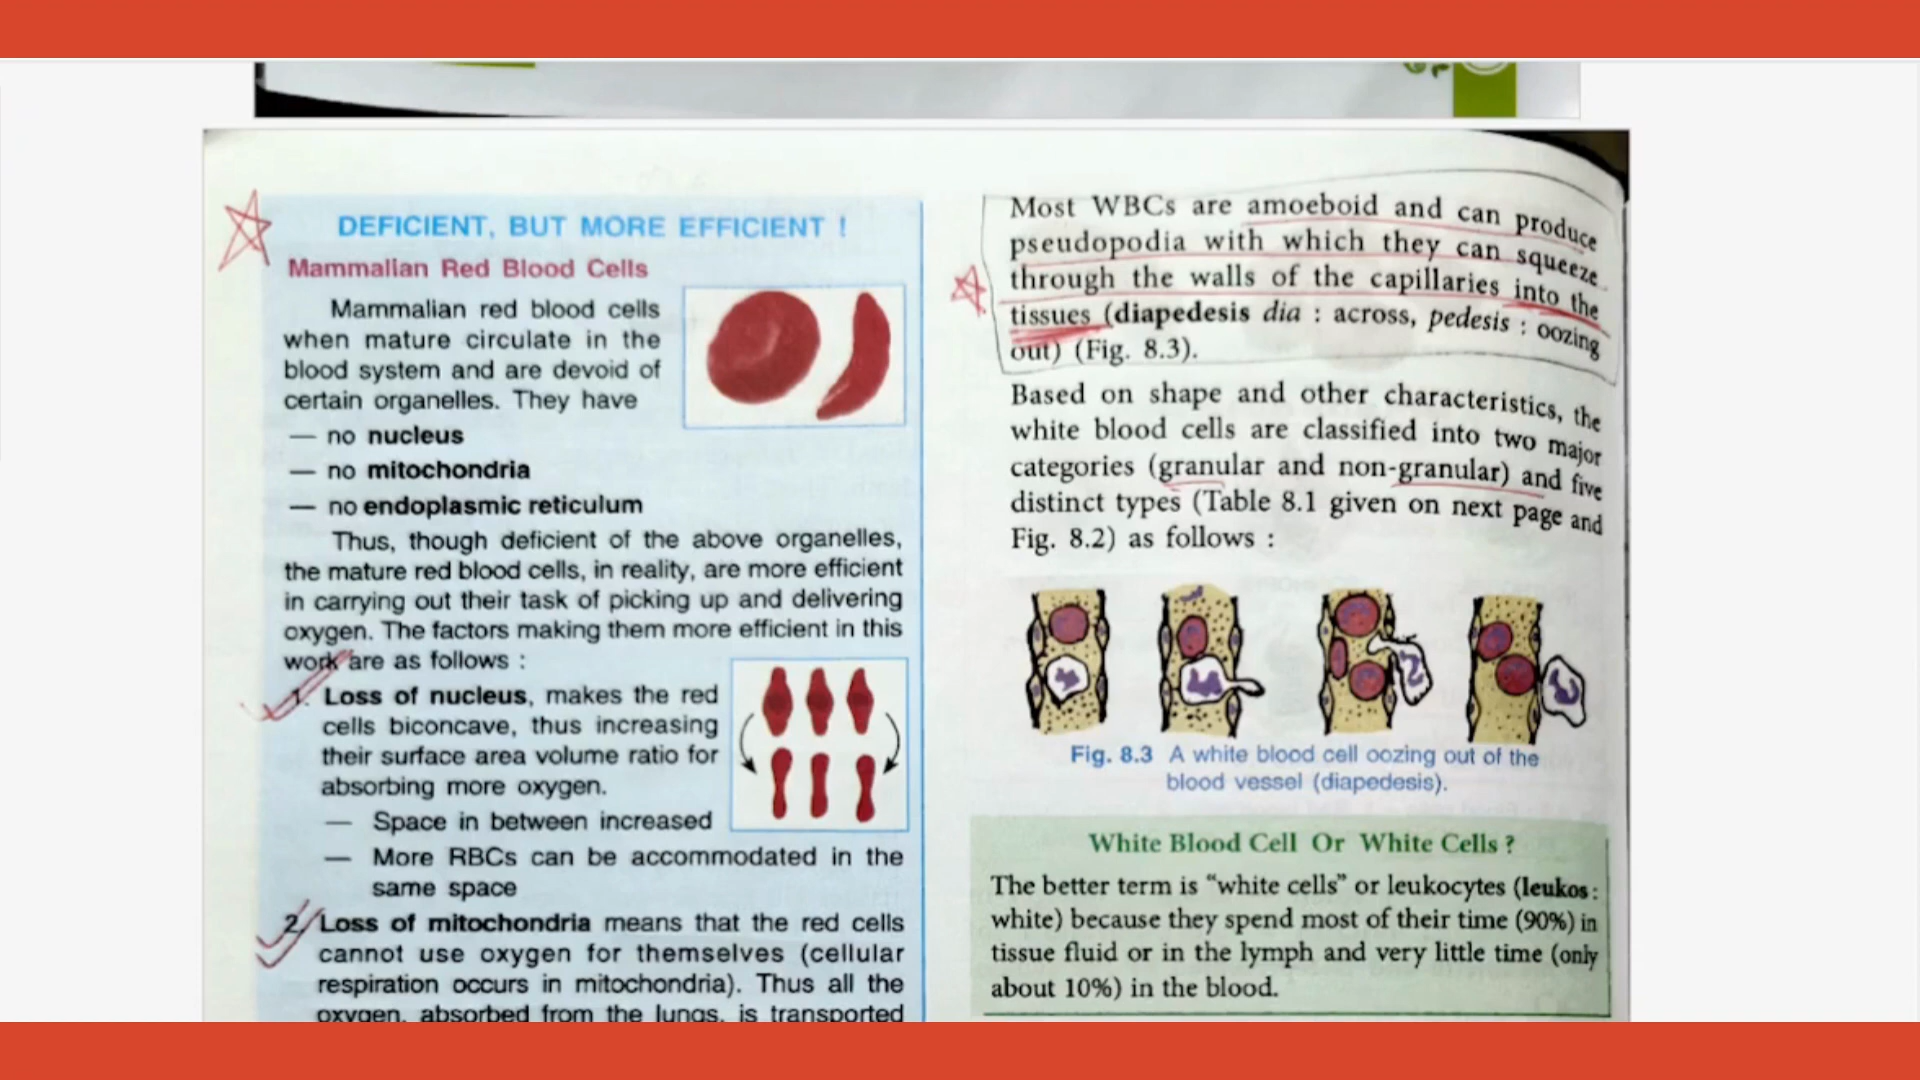 DEFICIENT, BUT MORE EFFICIENT !
Mammalian Red Blood Cells
Mammalian red blood cells
when mature circulate in the
blood system and are devoid of
certain organelles. They have
— no nucleus
— no mitochondria
— no endoplasmic reticulum
Thus, though deficient of the above organelles,
the mature red blood cells, in reality, are more efficient
in carrying out their task of picking up and delivering
oxygen. The factors making them more efficient in this
work are as follows :
1. Loss of nucleus, makes the red
cells biconcave, thus increasing
their surface area volume ratio for
absorbing more oxygen.
— Space in between increased
— More RBCs can be accommodated in the
same space
2. Loss of mitochondria means that the red cells
cannot use oxygen for themselves (cellular
respiration occurs in mitochondria). Thus all the
oxygen, absorbed from the lungs, is transported
Most WBCs are amoeboid and can produce
pseudopodia with which they can squeeze
through the walls of the capillaries into the
tissues (diapedesis dia : across, pedesis : oozing
out) (Fig. 8.3).
Based on shape and other characteristics, the
white blood cells are classified into two major
categories (granular and non-granular) and five
distinct types (Table 8.1 given on next page and
Fig. 8.2) as follows :
Fig. 8.3 A white blood cell oozing out of the
blood vessel (diapedesis).
White Blood Cell Or White Cells ?
The better term is “white cells” or leukocytes (leukos :
white) because they spend most of their time (90%) in
tissue fluid or in the lymph and very little time (only
about 10%) in the blood.